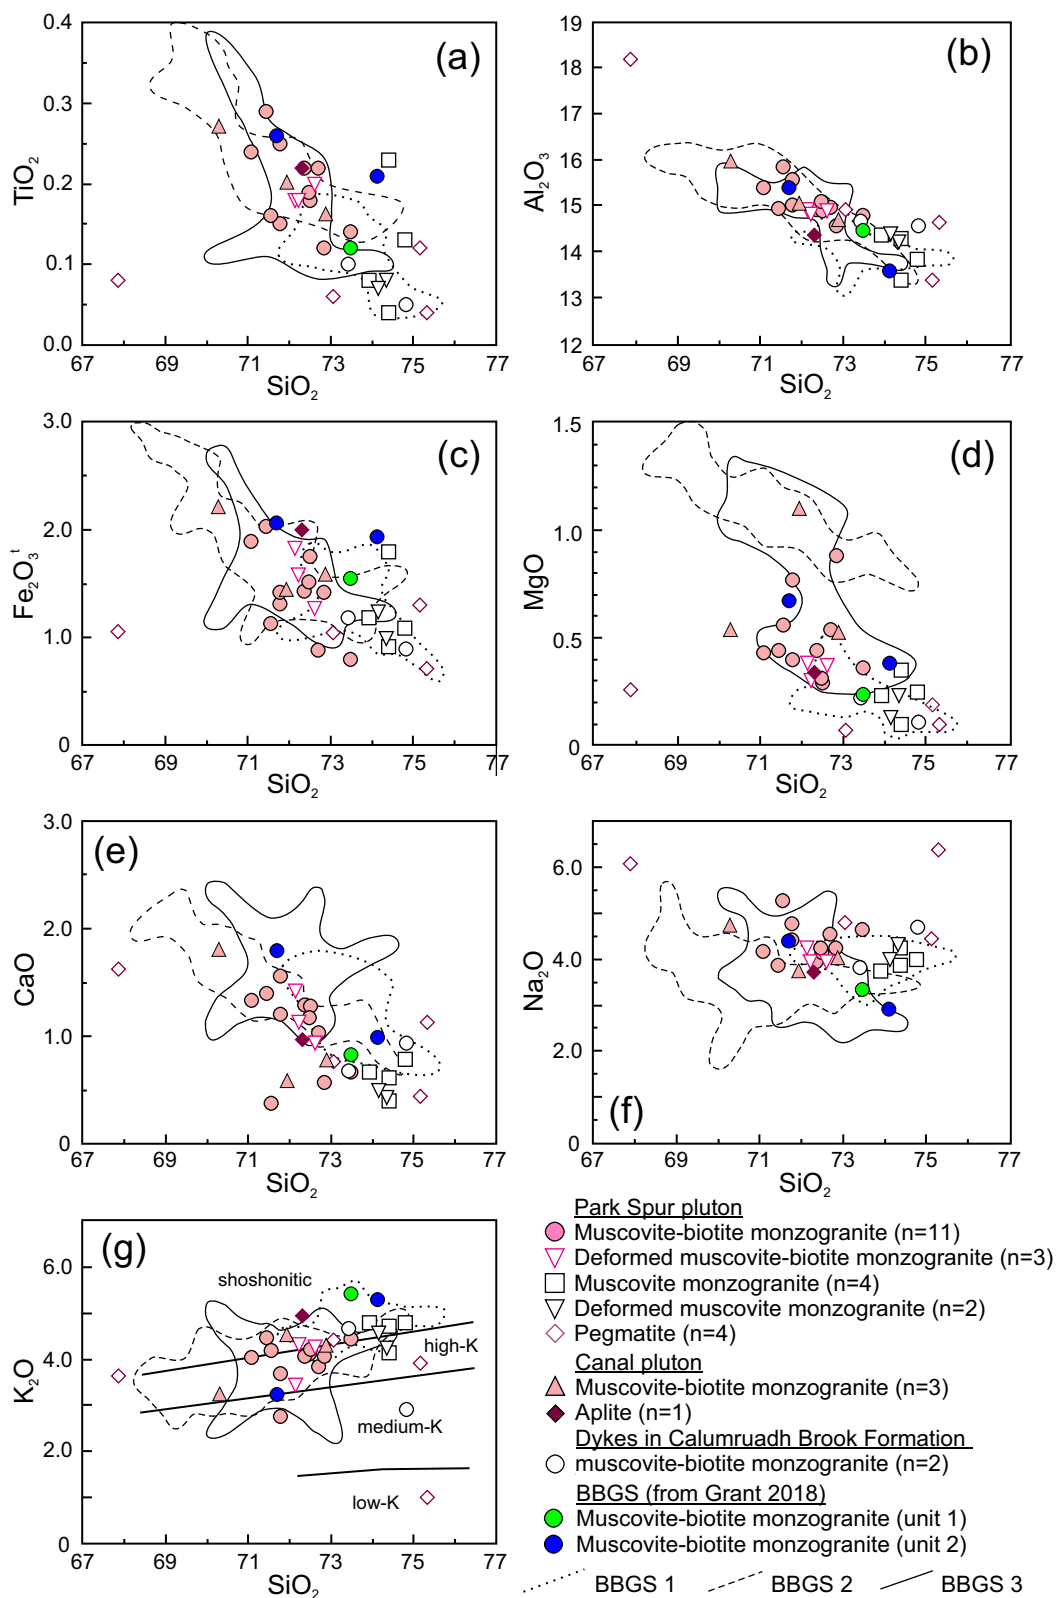 (a)
TiO2
0.4
0.3
0.2
0.1
0.0
67 69 71 73 75 77
SiO2
(b)
Al2O3
19
18
17
16
15
14
13
12
67 69 71 73 75 77
SiO2
(c)
Fe2O3t
3.0
2.0
1.0
0
67 69 71 73 75 77
SiO2
(d)
MgO
1.5
1.0
0.5
0
67 69 71 73 75 77
SiO2
(e)
CaO
3.0
2.0
1.0
0
67 69 71 73 75 77
SiO2
(f)
Na2O
6.0
4.0
2.0
0
67 69 71 73 75 77
SiO2
(g)
K2O
6.0
4.0
2.0
0
shoshonitic
high-K
medium-K
low-K
67 69 71 73 75 77
SiO2
Park Spur pluton
Muscovite-biotite monzogranite (n=11)
Deformed muscovite-biotite monzogranite (n=3)
Muscovite monzogranite (n=4)
Deformed muscovite monzogranite (n=2)
Pegmatite (n=4)
Canal pluton
Muscovite-biotite monzogranite (n=3)
Aplite (n=1)
Dykes in Calumruadh Brook Formation
muscovite-biotite monzogranite (n=2)
BBGS (from Grant 2018)
Muscovite-biotite monzogranite (unit 1)
Muscovite-biotite monzogranite (unit 2)
BBGS 1 BBGS 2 BBGS 3